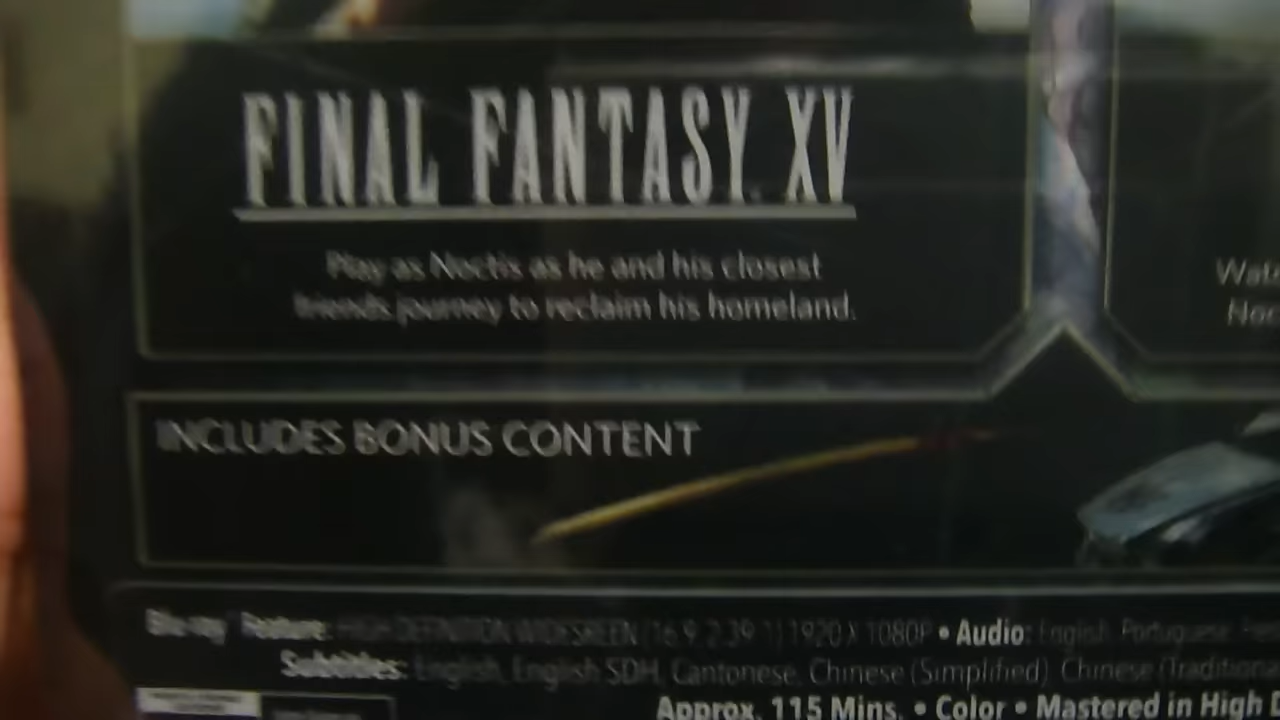 FINAL FANTASY XV
Play as Noctis as he and his closest
friends journey to reclaim his homeland.
INCLUDES BONUS CONTENT
Blu-ray Feature: HIGH DEFINITION WIDESCREEN (16:9 2.39:1) 1920 X 1080P • Audio: English, Portuguese,
Subtitles: English, English SDH, Cantonese, Chinese (Simplified) Chinese (Traditional
Approx. 115 Mins. • Color • Mastered in High